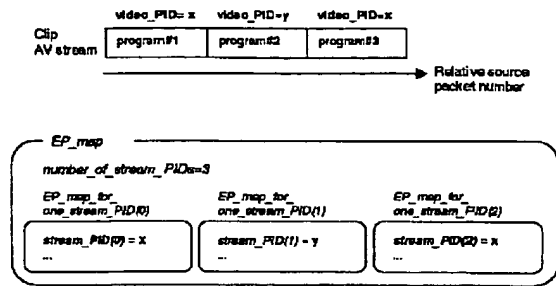 video_PID= x video_PID=y video_PID=x
Clip
AV stream
program#1 program#2 program#3
Relative source
packet number
EP_map
number_of_stream_PIDs=3
EP_map_for_
one_stream_PID(0)
EP_map_for_
one_stream_PID(1)
EP_map_for_
one_stream_PID(2)
stream_PID(0) = x
...
stream_PID(1) = y
...
stream_PID(2) = x
...